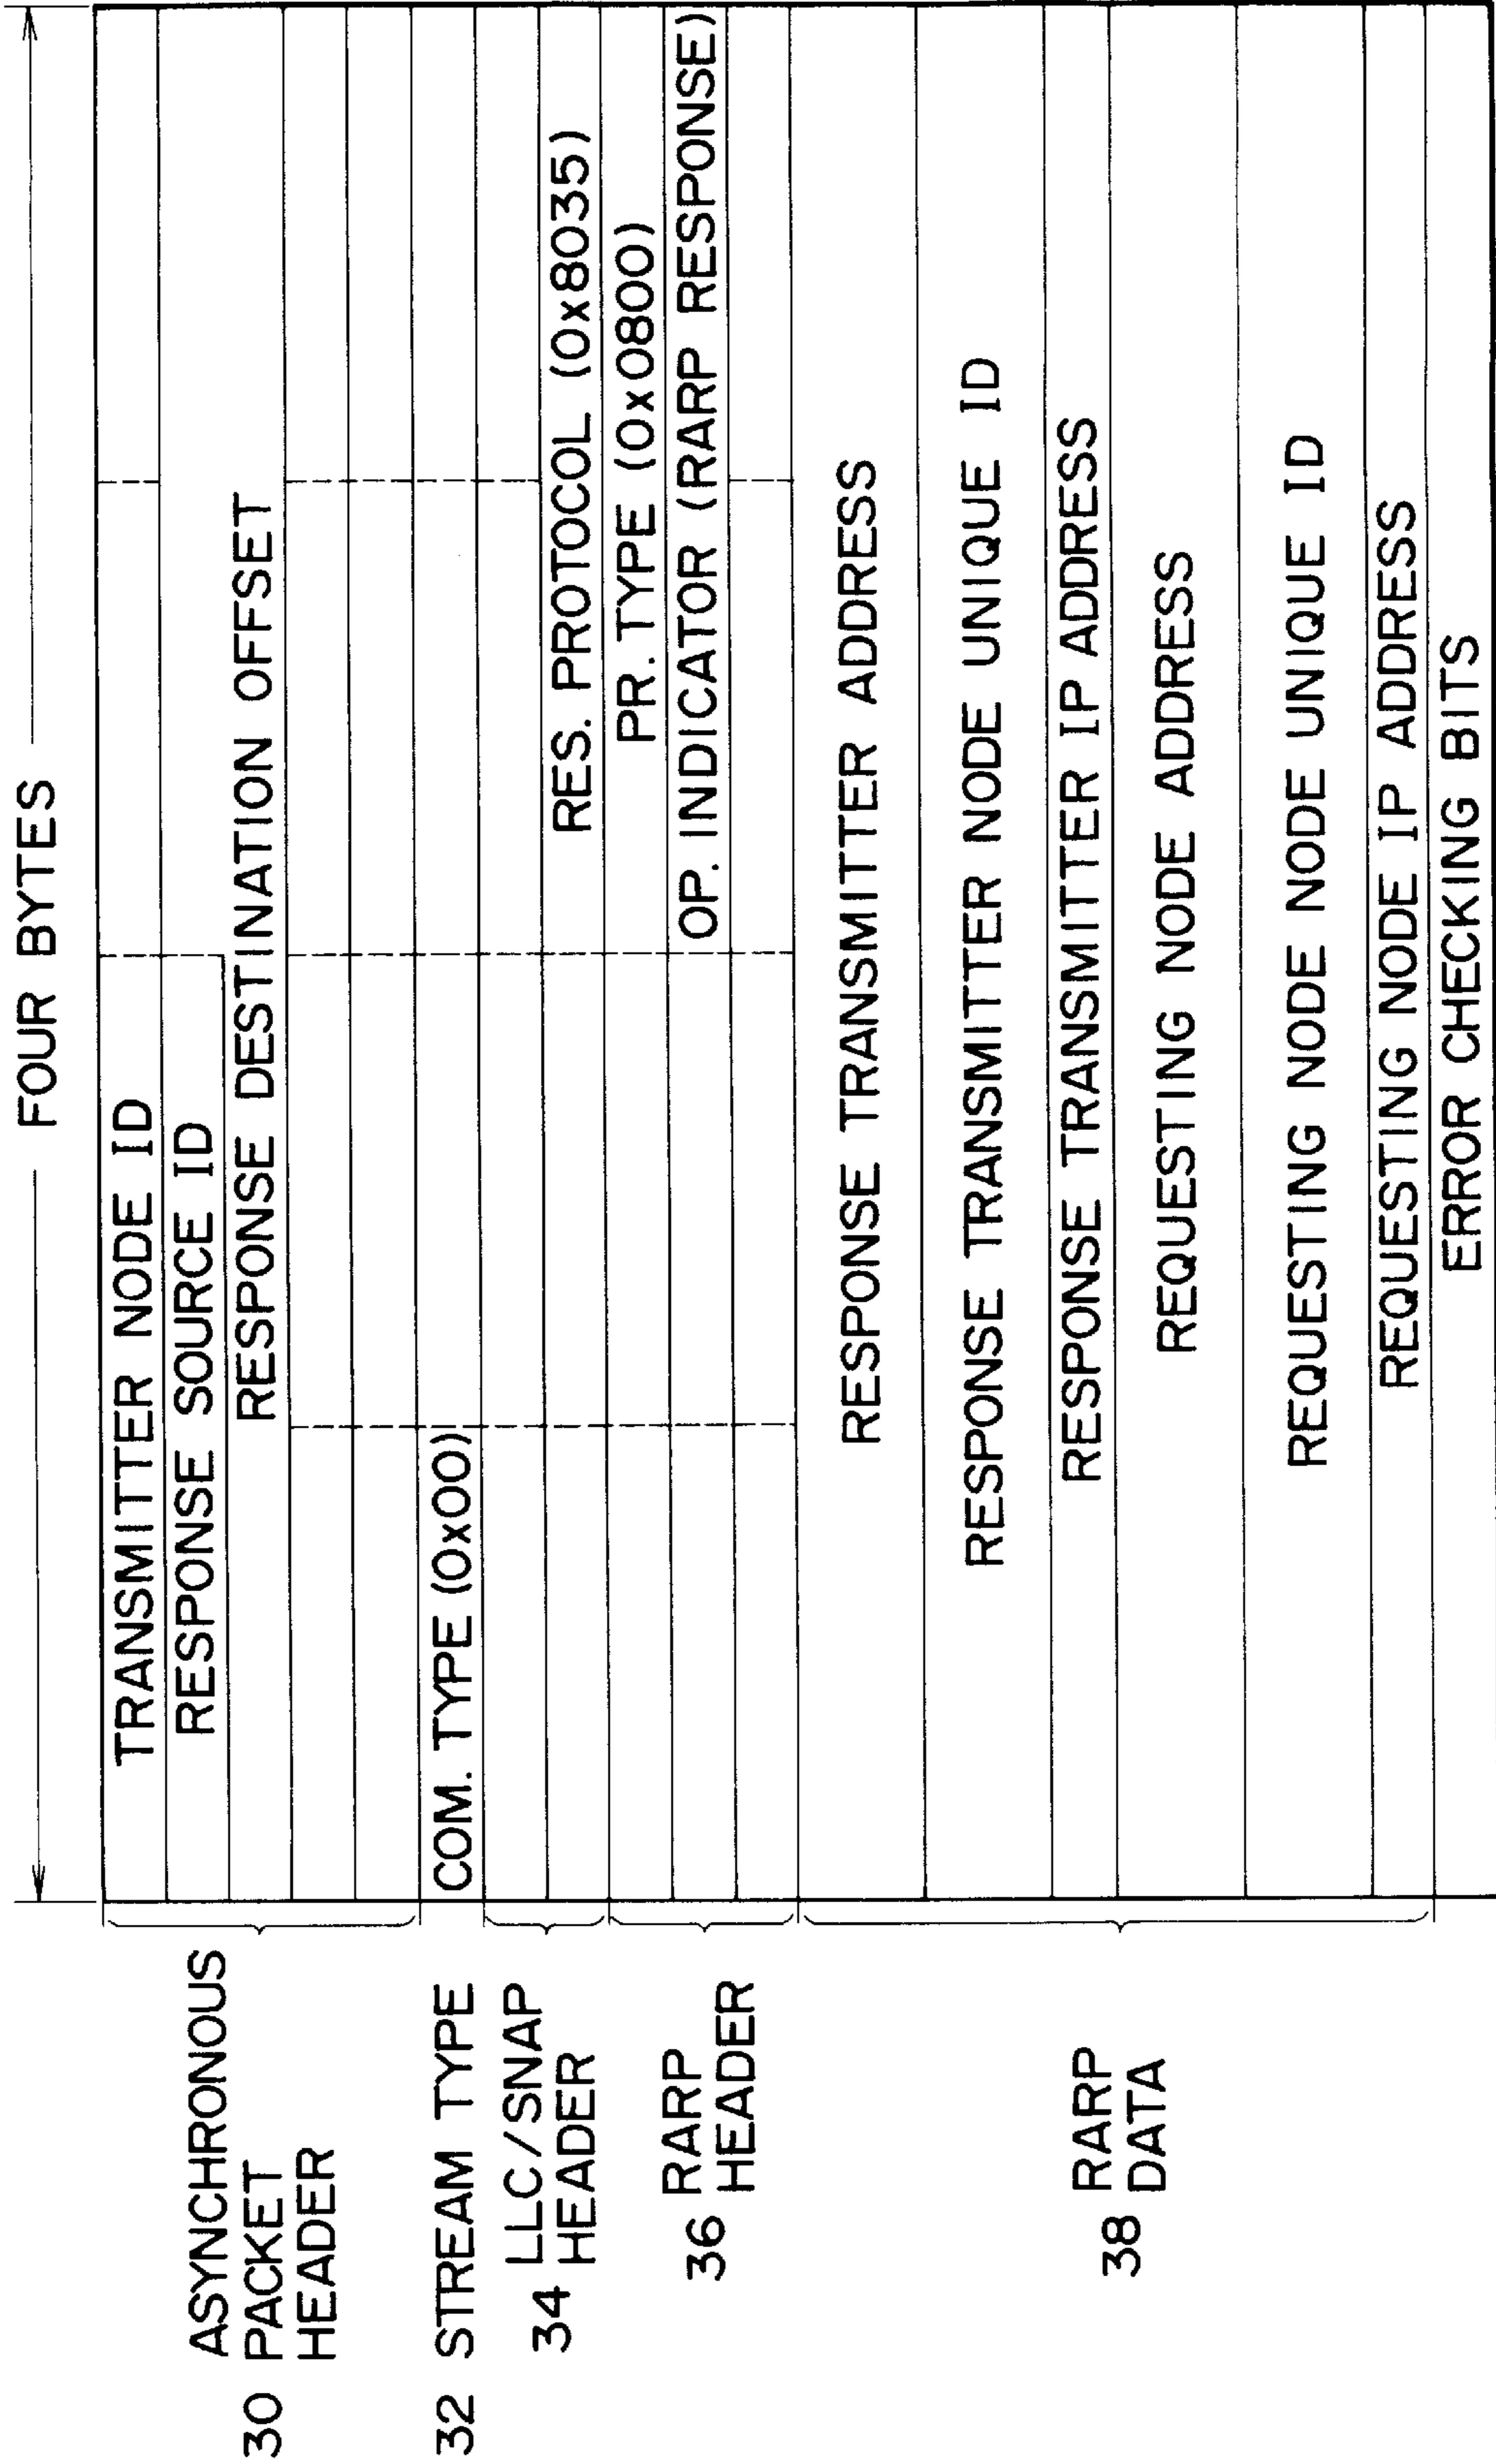 FOUR BYTES
TRANSMITTER NODE ID
RESPONSE SOURCE ID
RESPONSE DESTINATION OFFSET
ASYNCHRONOUS
30 PACKET
HEADER
32 STREAM TYPE
COM. TYPE (0x00)
34 LLC/SNAP
HEADER
RES. PROTOCOL (0x8035)
36 RARP
HEADER
PR. TYPE (0x0800)
OP. INDICATOR (RARP RESPONSE)
38 RARP
DATA
RESPONSE TRANSMITTER ADDRESS
RESPONSE TRANSMITTER NODE UNIQUE ID
RESPONSE TRANSMITTER IP ADDRESS
REQUESTING NODE ADDRESS
REQUESTING NODE NODE UNIQUE ID
REQUESTING NODE IP ADDRESS
ERROR CHECKING BITS